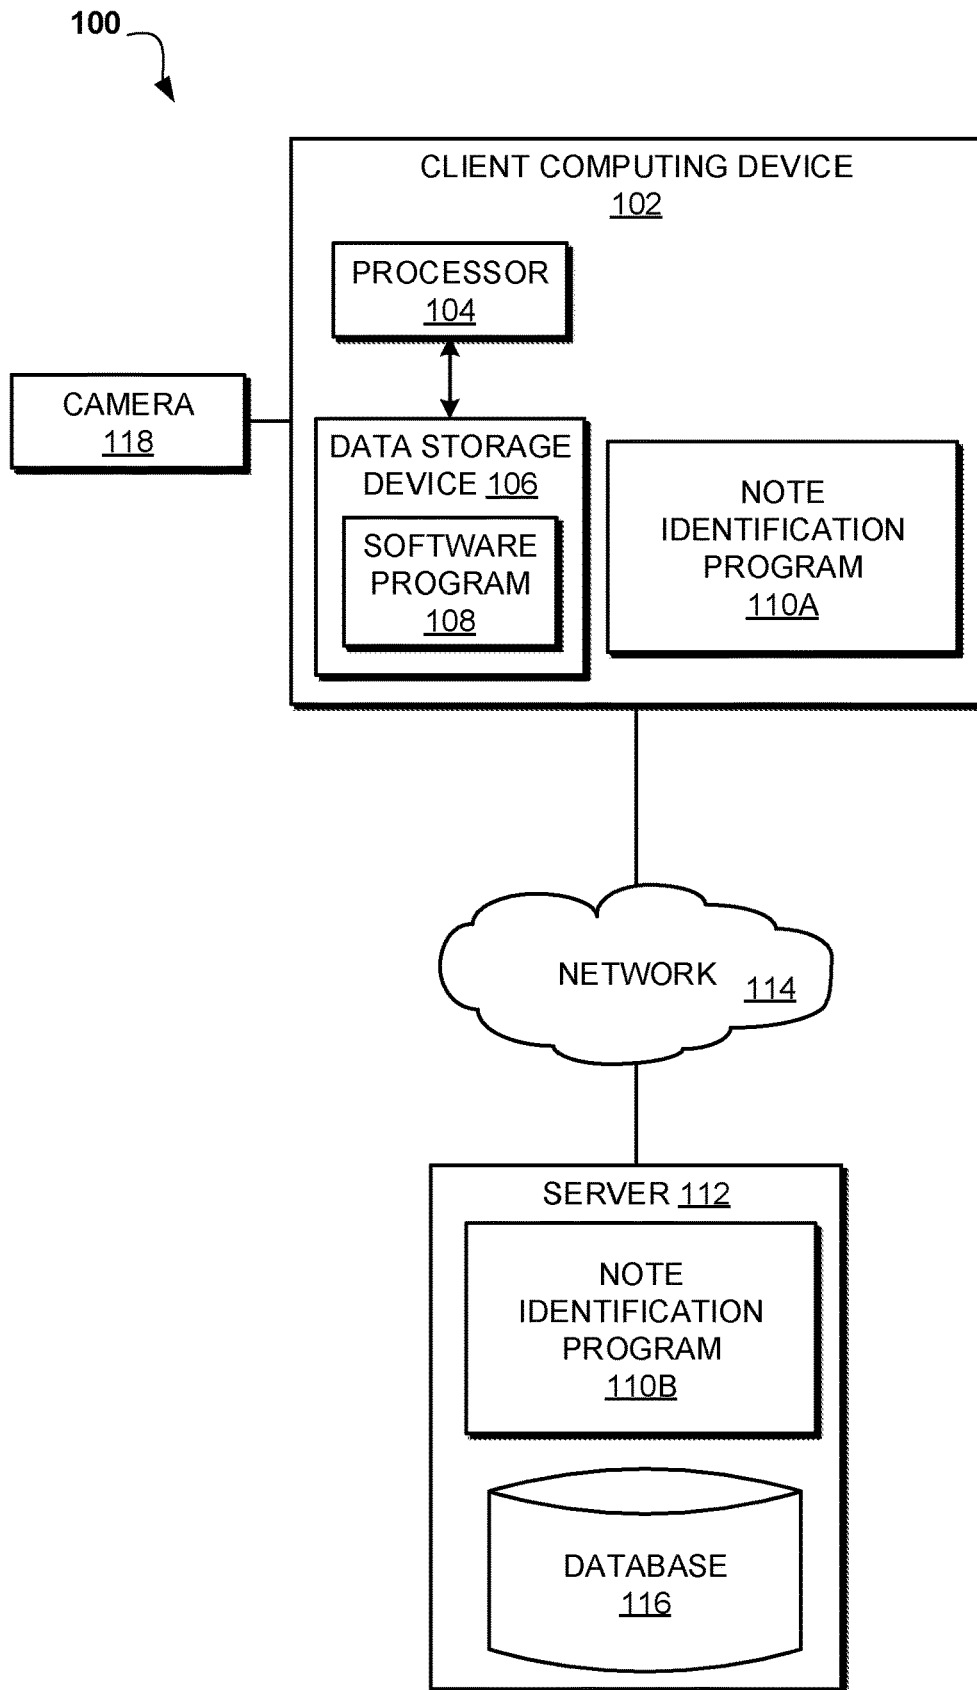 100
CLIENT COMPUTING DEVICE
102
PROCESSOR
104
CAMERA
118
DATA STORAGE
DEVICE 106
SOFTWARE
PROGRAM
108
NOTE
IDENTIFICATION
PROGRAM
110A
NETWORK 114
SERVER 112
NOTE
IDENTIFICATION
PROGRAM
110B
DATABASE
116